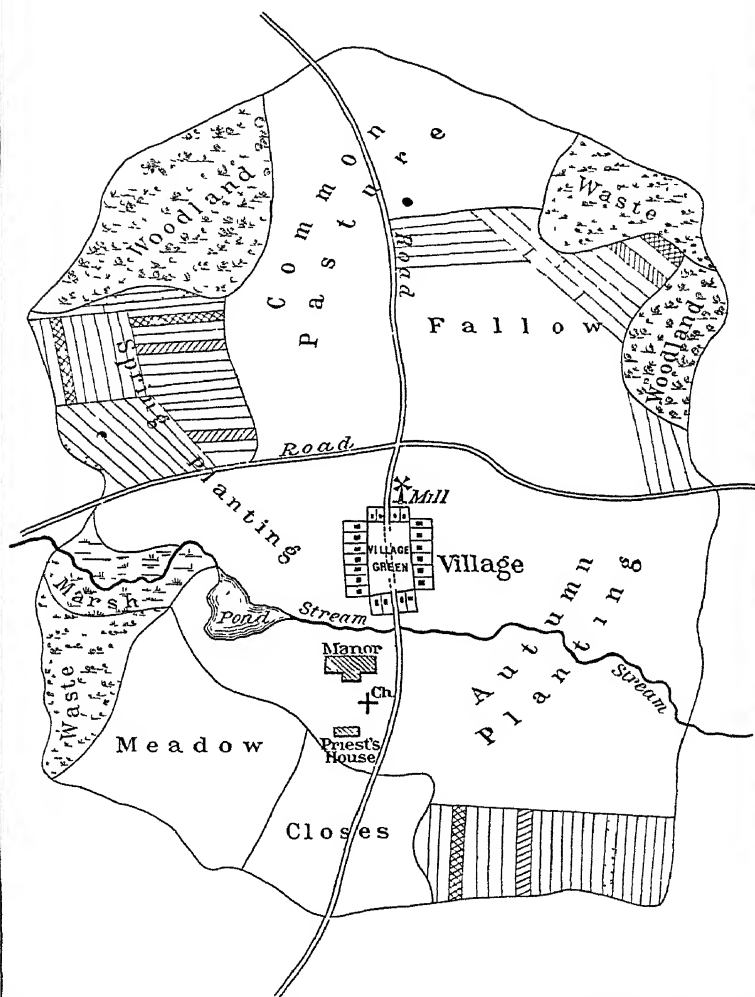 Woodland
Common
Pasture
Waste
Road
Fallow
Woodland
Spring
Planting
Road
Mill
VILLAGE
GREEN
Village
Marsh
Pond
Stream
Autumn
Planting
Stream
Manor
Ch.
Waste
Meadow
Priest's
House
Closes